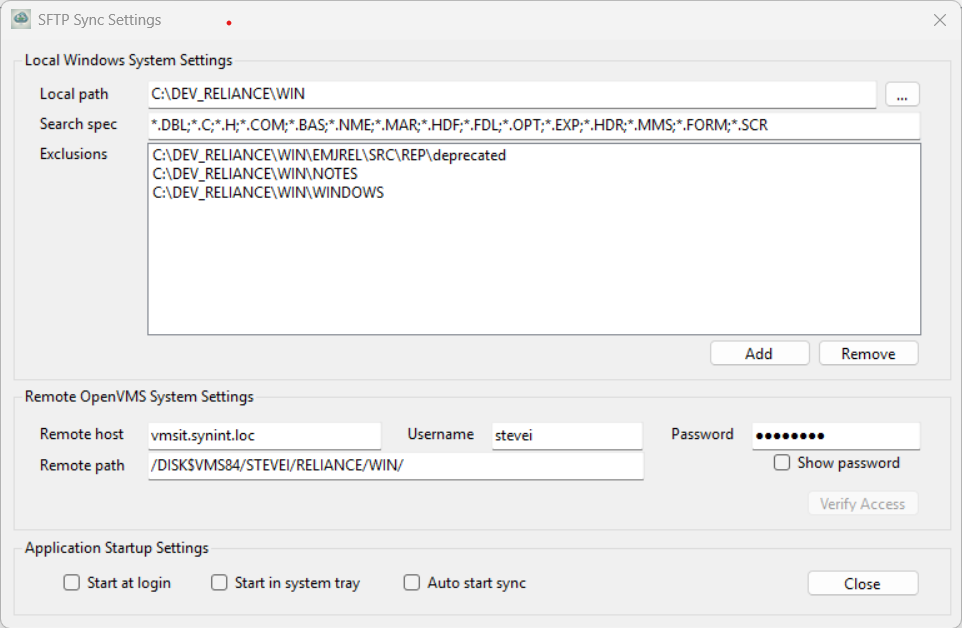 SFTP Sync Settings
Local Windows System Settings
Local path C:\DEV_RELIANCE\WIN ...
Search spec *.DBL;*.C;*.H;*.COM;*.BAS;*.NME;*.MAR;*.HDF;*.FDL;*.OPT;*.EXP;*.HDR;*.MMS;*.FORM;*.SCR
Exclusions C:\DEV_RELIANCE\WIN\EMJREL\SRC\REP\deprecated
C:\DEV_RELIANCE\WIN\NOTES
C:\DEV_RELIANCE\WIN\WINDOWS
Add Remove
Remote OpenVMS System Settings
Remote host vmsit.synint.loc Username stevei Password ●●●●●●●●
Remote path /DISK$VMS84/STEVEI/RELIANCE/WIN/
Show password
Verify Access
Application Startup Settings
Start at login Start in system tray Auto start sync Close